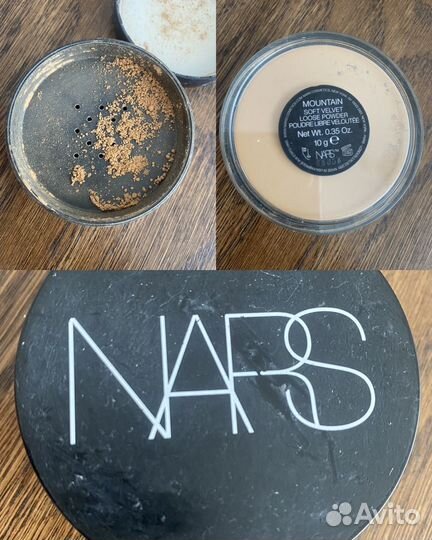 MOUNTAIN
SOFT VELVET
LOOSE POWDER
POUDRE LIBRE VELOUTÉE
Net Wt. 0.35 Oz.
10 g ℮
NARS
NARS
Avito